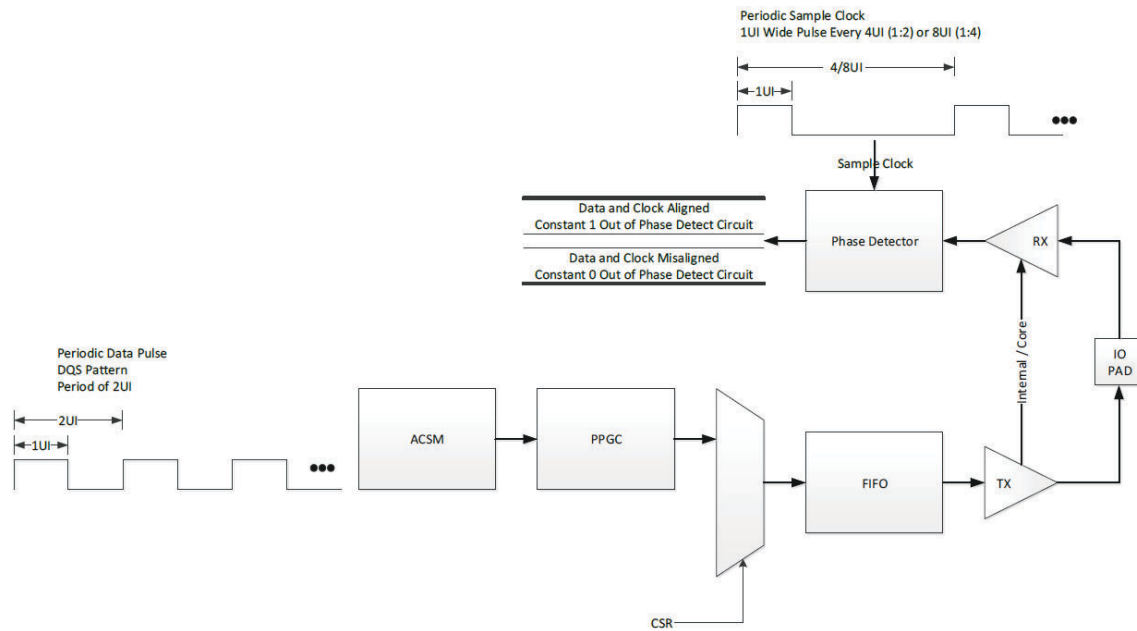 Periodic Sample Clock
1UI Wide Pulse Every 4UI (1:2) or 8UI (1:4)
4/8UI
1UI
Sample Clock
Data and Clock Aligned
Constant 1 Out of Phase Detect Circuit
Data and Clock Misaligned
Constant 0 Out of Phase Detect Circuit
Phase Detector
RX
Internal / Core
IO
PAD
Periodic Data Pulse
DQS Pattern
Period of 2UI
2UI
1UI
ACSM
PPGC
FIFO
TX
CSR